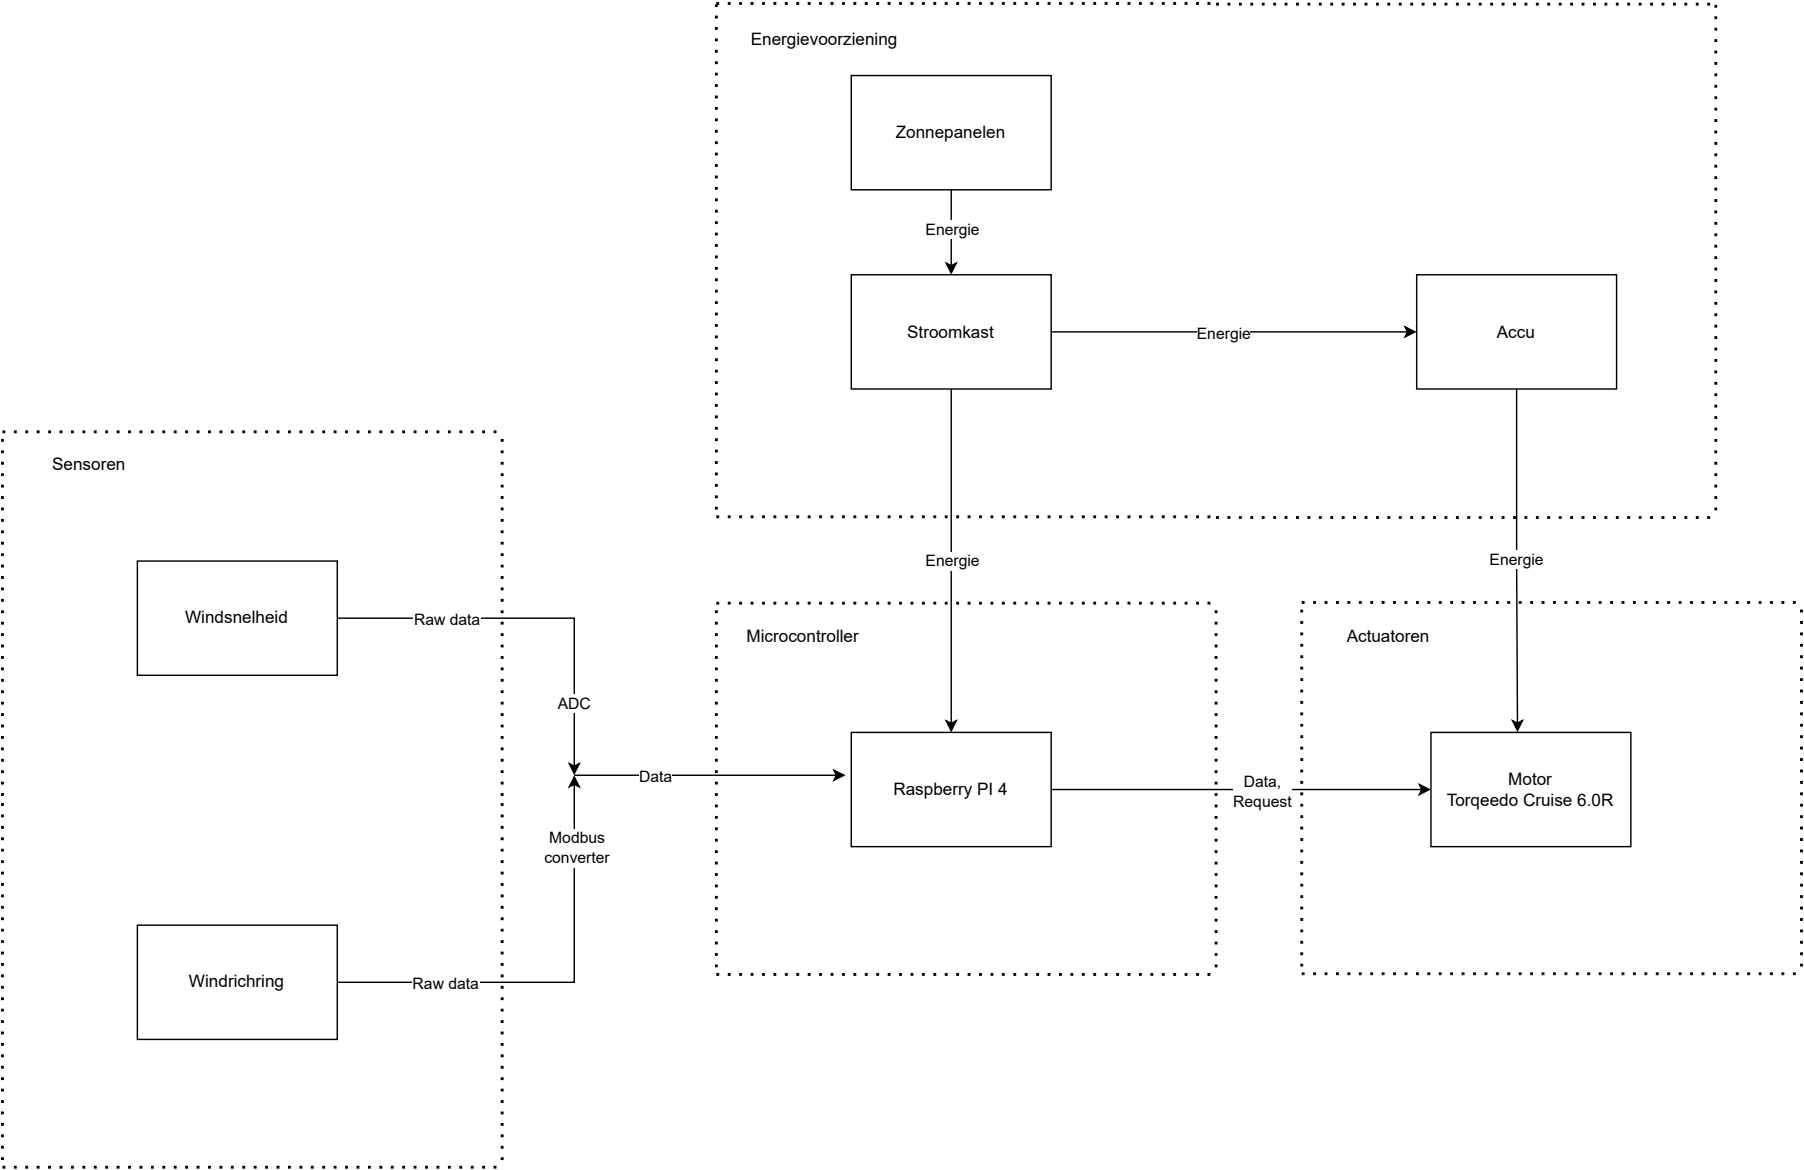 Energievoorziening
Zonnepanelen
Energie
Stroomkast
Energie
Accu
Sensoren
Energie
Energie
Windsnelheid
Raw data
Microcontroller
Actuatoren
ADC
Data
Raspberry PI 4
Data,
Request
Motor
Torqeedo Cruise 6.0R
Modbus
converter
Windrichring
Raw data